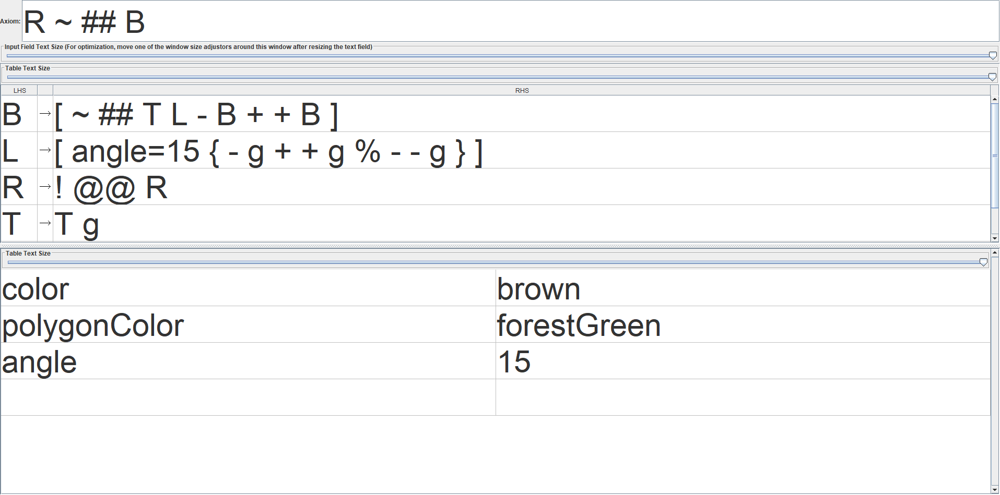 Axiom: R ~ ## B
Input Field Text Size (For optimization, move one of the window size adjustors around this window after resizing the text field)
Table Text Size
LHS RHS
B → [ ~ ## T L - B + + B ]
L → [ angle=15 { - g + + g % - - g } ]
R → ! @@ R
T → T g
Table Text Size
color brown
polygonColor forestGreen
angle 15